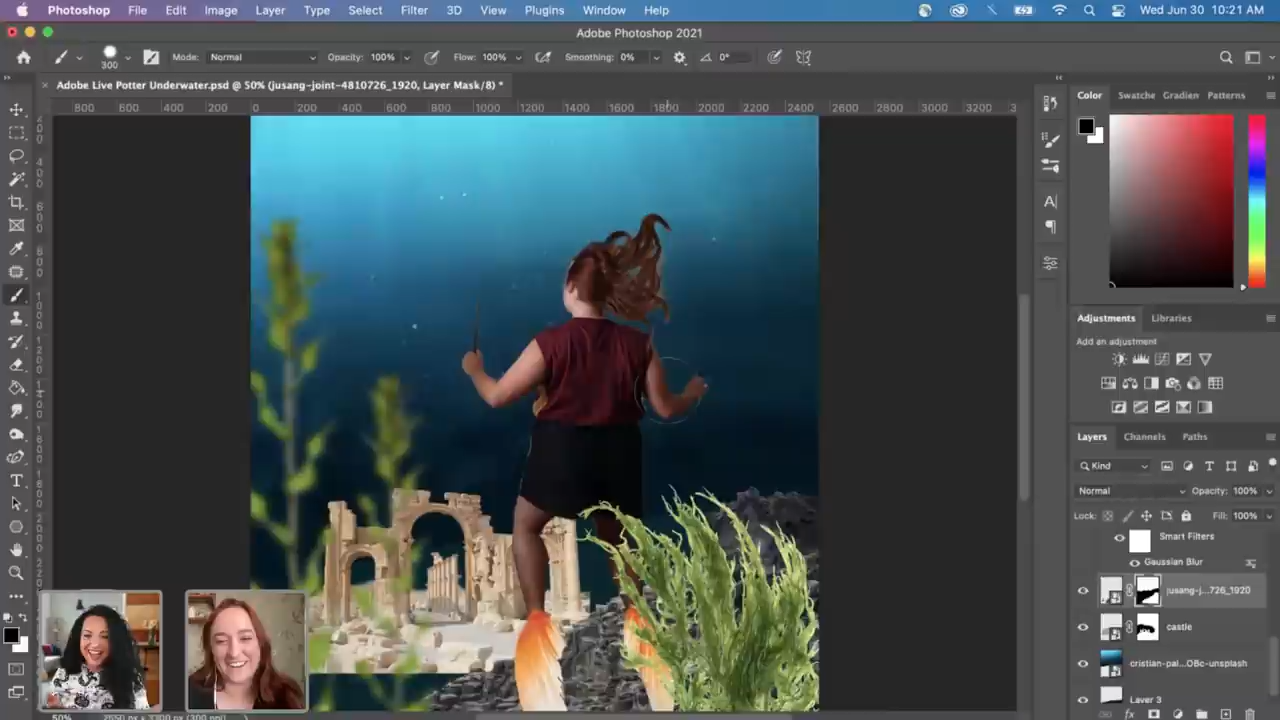 Photoshop File Edit Image Layer Type Select Filter 3D View Plugins Window Help Wed Jun 30 10:21 AM
Adobe Photoshop 2021
300 Mode: Normal Opacity: 100% Flow: 100% Smoothing: 0% 0°
Adobe Live Potter Underwater.psd @ 50% (jusang-joint-4810726_1920, Layer Mask/8) *
800 600 400 200 0 200 400 600 800 1000 1200 1400 1600 1800 2000 2200 2400 2600 2800 3000 3200 3
Color Swatche Gradien Patterns
Adjustments Libraries
Add an adjustment
Layers Channels Paths
Kind
Normal Opacity: 100%
Lock: Fill: 100%
Smart Filters
Gaussian Blur
jusang-j...726_1920
castle
cristian-pal...OBc-unsplash
Layer 3
50%